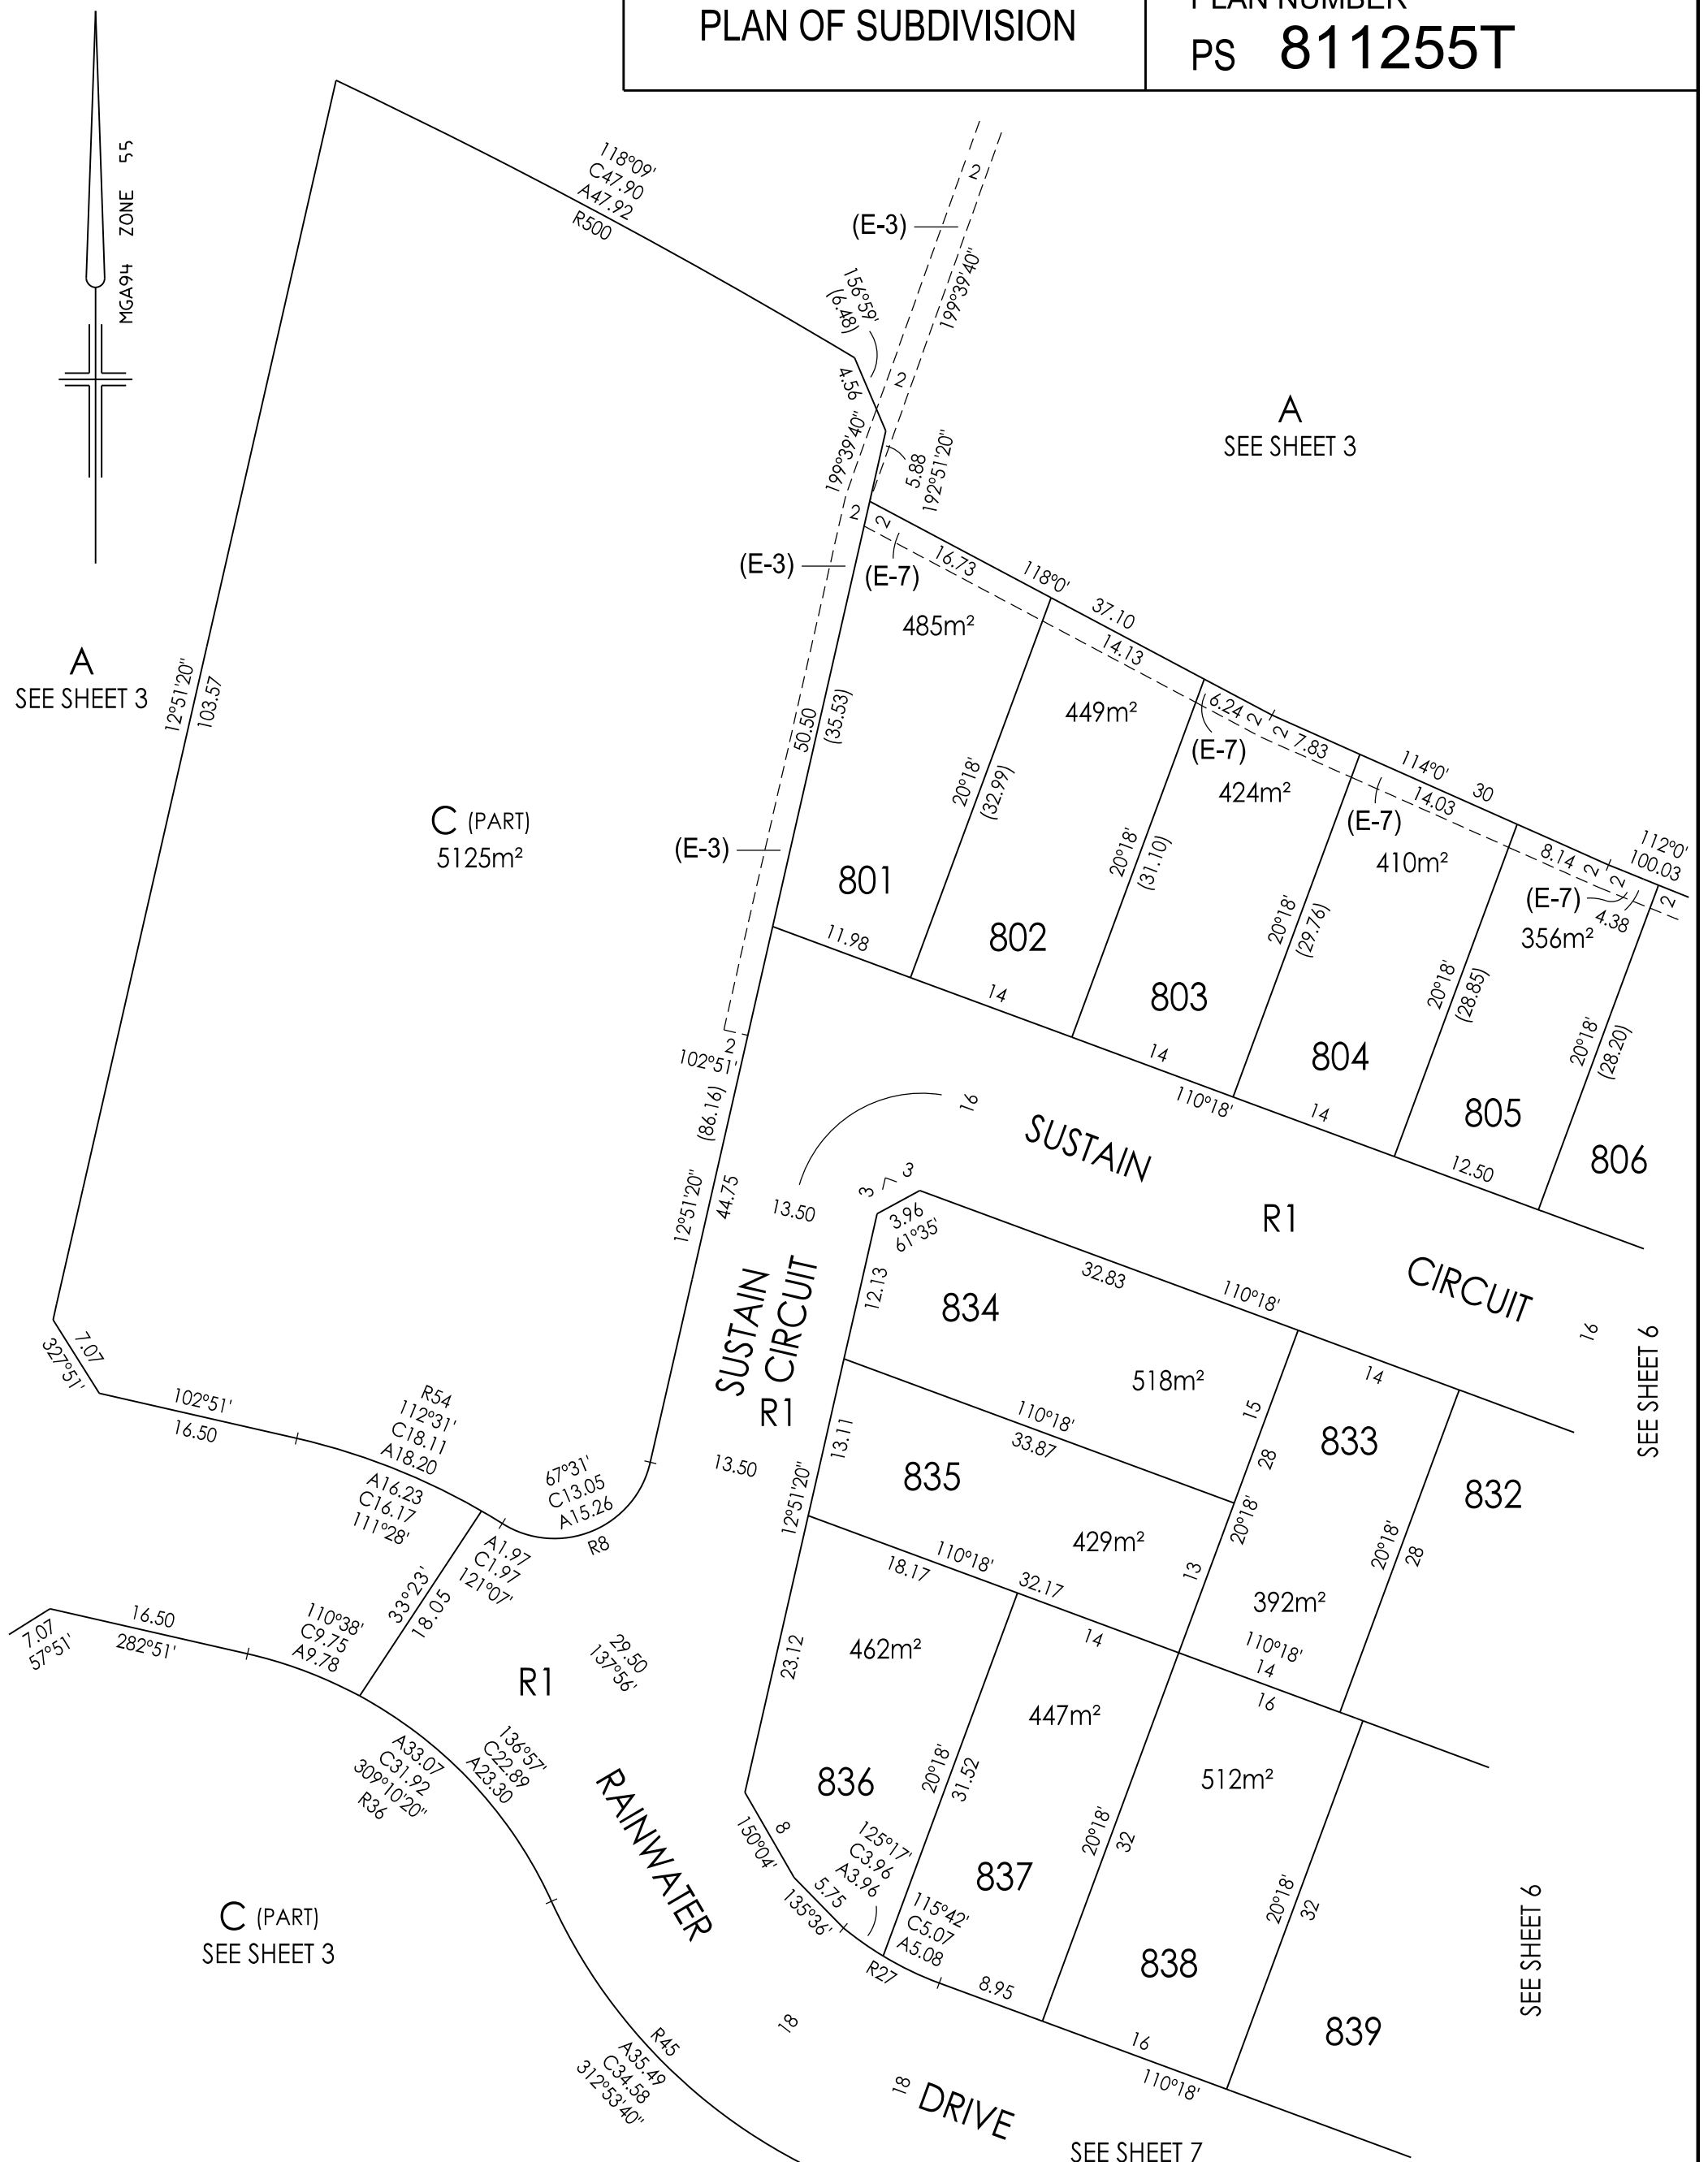 PLAN OF SUBDIVISION
PLAN NUMBER
PS 811255T
MGA94 ZONE 55
118°09'
C47.90
A47.92
R500
(E-3)
2
199°39'40"
156°59'
(6.48)
4.56
2
199°39'40"
5.88
192°51'20"
A
SEE SHEET 3
2
2
(E-3)
(E-7)
16.73
118°0'
37.10
485m²
14.13
A
SEE SHEET 3
12°51'20"
103.57
50.50
(35.53)
449m²
6.24
2
2
7.83
(E-7)
114°0'
30
424m²
14.03
(E-7)
20°18'
(32.99)
C (PART)
5125m²
(E-3)
20°18'
(31.10)
410m²
8.14
2
2
112°0'
100.03
(E-7)
4.38
2
356m²
801
802
20°18'
(29.76)
11.98
14
803
20°18'
(28.85)
20°18'
(28.20)
2
102°51'
14
804
(86.16)
16
110°18'
14
805
SUSTAIN
806
12.50
12°51'20"
44.75
3
3
13.50
3.96
61°35'
R1
SUSTAIN
CIRCUIT
R1
12.13
834
32.83
110°18'
CIRCUIT
16
SEE SHEET 6
7.07
327°51'
102°51'
16.50
R54
112°31'
C18.11
A18.20
518m²
14
15
13.11
110°18'
33.87
833
28
13.50
835
832
67°31'
C13.05
A15.26
R8
A16.23
C16.17
111°28'
12°51'20"
20°18'
20°18'
28
429m²
A1.97
C1.97
121°07'
18.17
110°18'
32.17
13
392m²
33°23'
18.05
16.50
282°51'
7.07
57°51'
110°38'
C9.75
A9.78
29.50
137°56'
462m²
23.12
14
110°18'
14
16
R1
447m²
A33.07
C31.92
309°10'20"
R36
136°57'
C22.89
A23.30
RAINWATER
836
20°18'
31.52
512m²
8
150°04'
125°17'
C3.96
A3.96
20°18'
32
837
5.75
135°36'
115°42'
C5.07
A5.08
20°18'
32
C (PART)
SEE SHEET 3
R27
838
8.95
SEE SHEET 6
18
839
16
R45
A35.49
C34.58
312°53'40"
110°18'
18
DRIVE
SEE SHEET 7